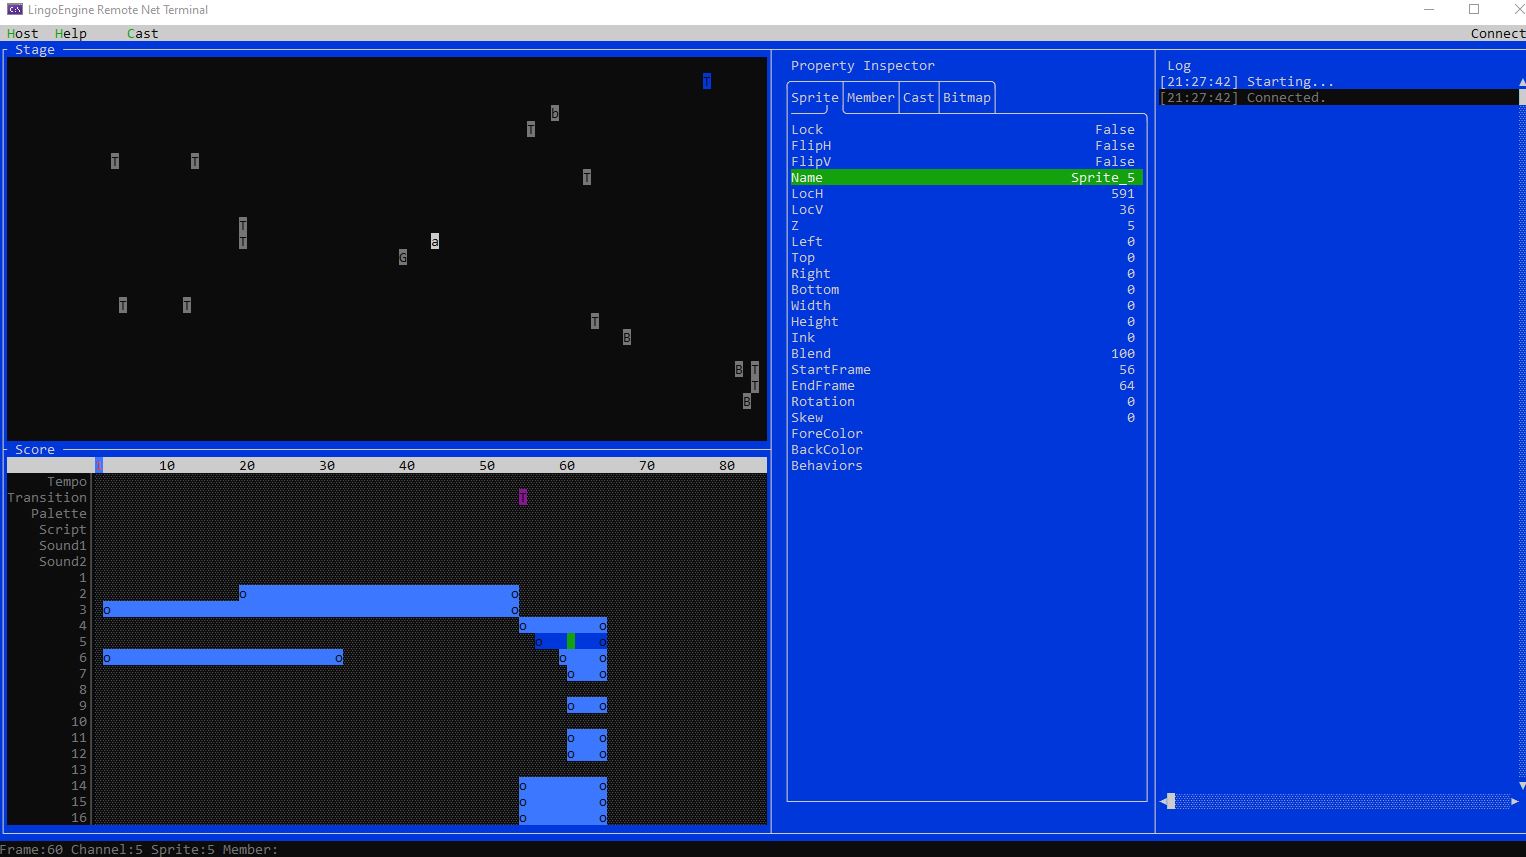 LingoEngine Remote Net Terminal
Host Help Cast Connect
Stage
T
b
T
T T
T
T
T
a
G
T T
T
B
B T
T
B
Score
10 20 30 40 50 60 70 80
Tempo
Transition T
Palette
Script
Sound1
Sound2
1
2 o o
3 o o
4 o o
5 o o
6 o o o o
7 o o
8
9 o o
10
11 o o
12 o o
13
14 o o
15 o o
16 o o
Property Inspector
Sprite Member Cast Bitmap
Lock False
FlipH False
FlipV False
Name Sprite_5
LocH 591
LocV 36
Z 5
Left 0
Top 0
Right 0
Bottom 0
Width 0
Height 0
Ink 0
Blend 100
StartFrame 56
EndFrame 64
Rotation 0
Skew 0
ForeColor
BackColor
Behaviors
Log
[21:27:42] Starting...
[21:27:42] Connected.
Frame:60 Channel:5 Sprite:5 Member: